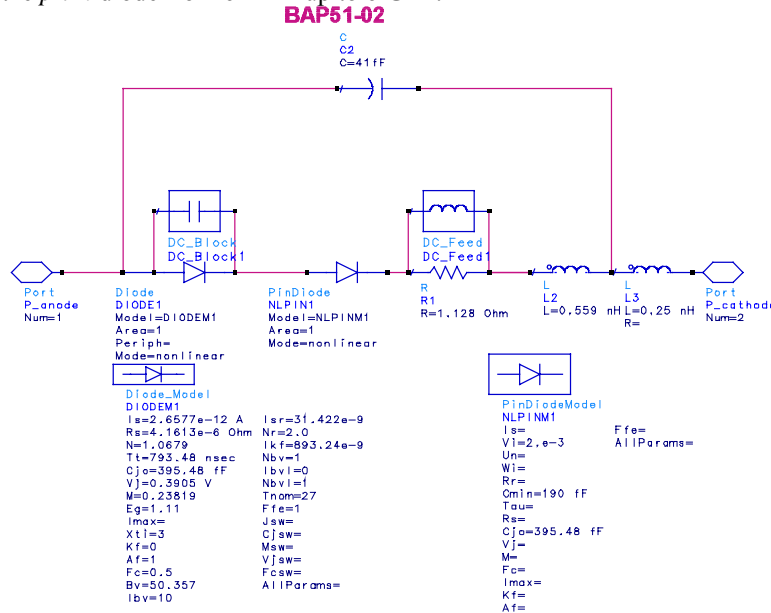 BAP51-02
C
C2
C=41fF
DC_Block
DC_Block1
DC_Feed
DC_Feed1
Port
P_anode
Num=1
Diode
DIODE1
Model=DIODEM1
Area=1
Periph=
Mode=nonlinear
PinDiode
NLPIN1
Model=NLPINM1
Area=1
Mode=nonlinear
R
R1
R=1.128 Ohm
L
L2
L=0.559 nH
L
L3
L=0.25 nH
R=
Port
P_cathode
Num=2
Diode_Model
DIODEM1
Is=2.6577e-12 A
Rs=4.1613e-6 Ohm
N=1.0679
Tt=793.48 nsec
Cjo=395.48 fF
Vj=0.3905 V
M=0.23819
Eg=1.11
Imax=
Xti=3
Kf=0
Af=1
Fc=0.5
Bv=50.357
Ibv=10
Isr=31.422e-9
Nr=2.0
Ikf=893.24e-9
Nbv=1
Ibvl=0
Nbvl=1
Tnom=27
Ffe=1
Jsw=
Cjsw=
Msw=
Vjsw=
Fcsw=
AllParams=
PinDiodeModel
NLPINM1
Is=
Vi=2.e-3
Un=
Wi=
Rr=
Cmin=190 fF
Tau=
Rs=
Cjo=395.48 fF
Vj=
M=
Fc=
Imax=
Kf=
Af=
Ffe=
AllParams=